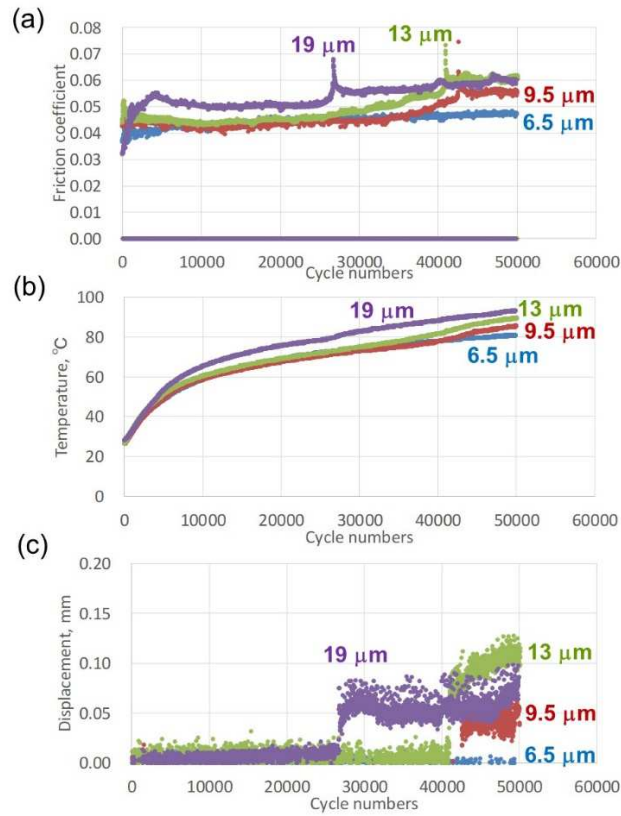 (a)
0.08
0.07
0.06
0.05
0.04
0.03
0.02
0.01
0.00
Friction coefficient
19 μm
13 μm
9.5 μm
6.5 μm
0 10000 20000 30000 40000 50000 60000
Cycle numbers
(b)
100
80
60
40
20
0
Temperature, °C
19 μm
13 μm
9.5 μm
6.5 μm
0 10000 20000 30000 40000 50000 60000
Cycle numbers
(c)
0.20
0.15
0.10
0.05
0.00
Displacement, mm
19 μm
13 μm
9.5 μm
6.5 μm
0 10000 20000 30000 40000 50000 60000
Cycle numbers